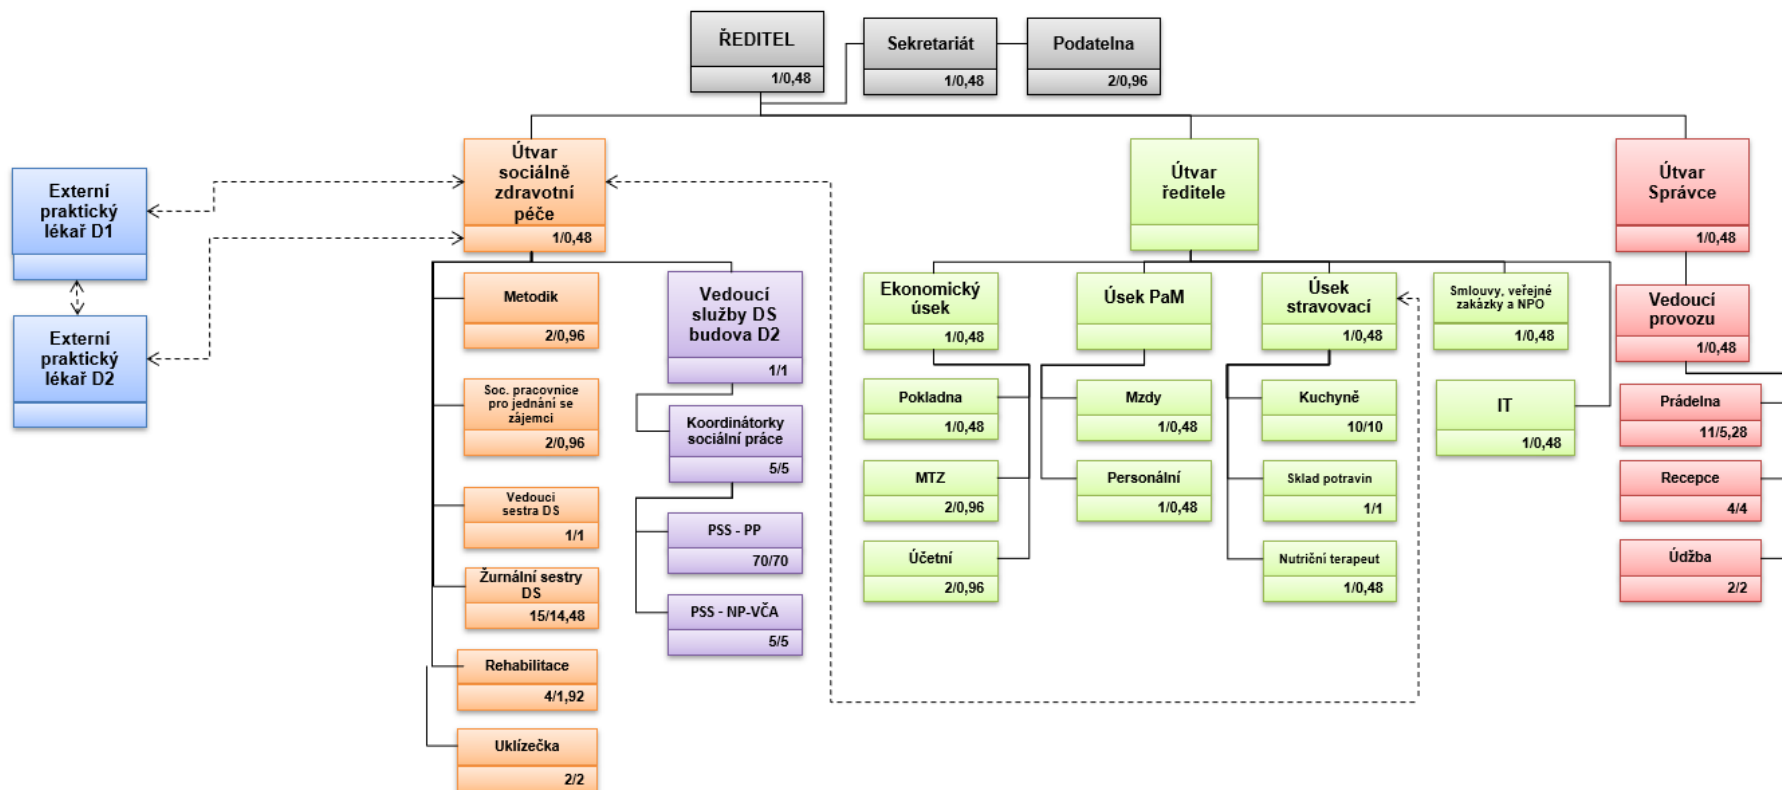 ŘEDITEL
1/0,48
Sekretariát
1/0,48
Podatelna
2/0,96
Externí
praktický
lékař D1
Externí
praktický
lékař D2
Útvar
sociálně
zdravotní
péče
1/0,48
Metodik
2/0,96
Soc. pracovnice
pro jednání se
zájemci
2/0,96
Vedoucí
sestra DS
1/1
Žurnální sestry
DS
15/14,48
Rehabilitace
4/1,92
Uklízečka
2/2
Vedoucí
služby DS
budova D2
1/1
Koordinátorky
sociální práce
5/5
PSS - PP
70/70
PSS - NP-VČA
5/5
Útvar
ředitele
Ekonomický
úsek
1/0,48
Pokladna
1/0,48
MTZ
2/0,96
Účetní
2/0,96
Úsek PaM
Mzdy
1/0,48
Personální
1/0,48
Úsek
stravovací
1/0,48
Kuchyně
10/10
Sklad potravin
1/1
Nutriční terapeut
1/0,48
Smlouvy, veřejné
zakázky a NPO
1/0,48
IT
1/0,48
Útvar
Správce
1/0,48
Vedoucí
provozu
1/0,48
Prádelna
11/5,28
Recepce
4/4
Údžba
2/2